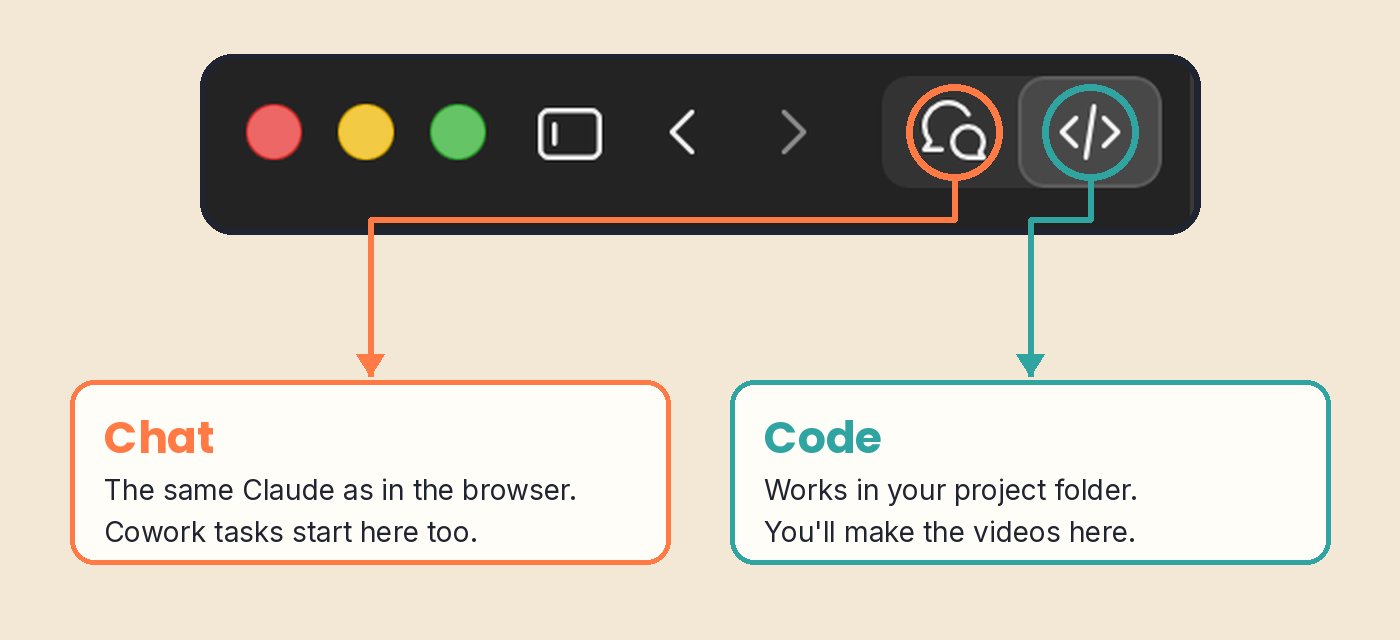 Chat
The same Claude as in the browser.
Cowork tasks start here too.
Code
Works in your project folder.
You'll make the videos here.